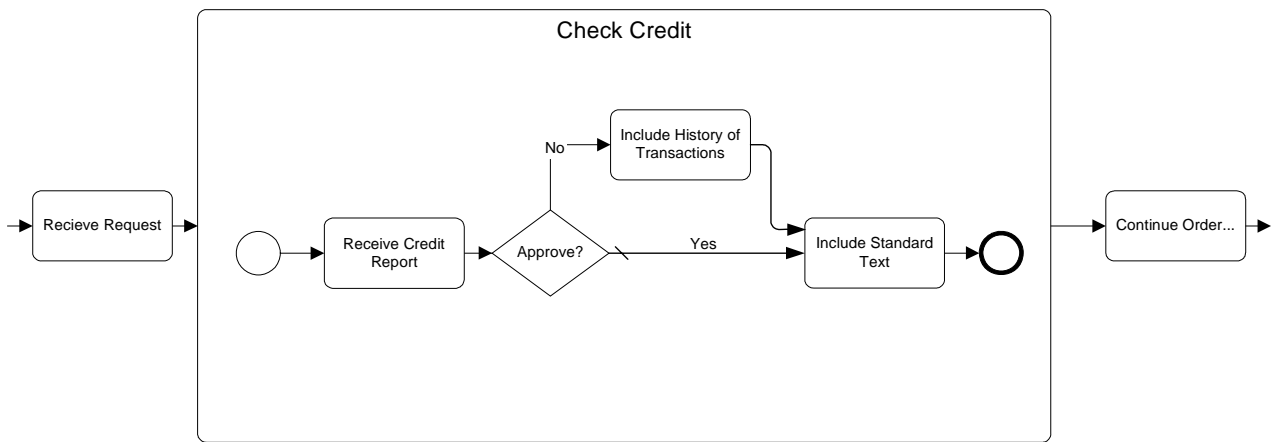 Check Credit
Include History of
Transactions
No
Recieve Request
Receive Credit
Report
Approve?
Yes
Include Standard
Text
Continue Order...